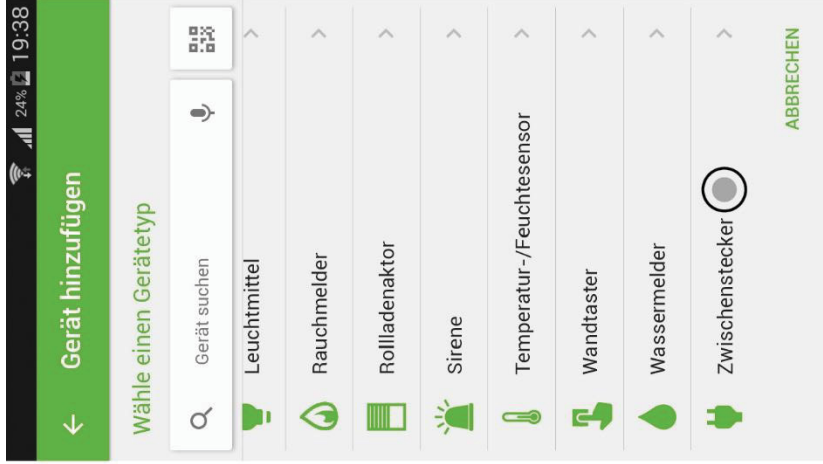 24% 19:38
Gerät hinzufügen
Wähle einen Gerätetyp
Gerät suchen
Leuchtmittel
Rauchmelder
Rollladenaktor
Sirene
Temperatur-/Feuchtesensor
Wandtaster
Wassermelder
Zwischenstecker
ABBRECHEN